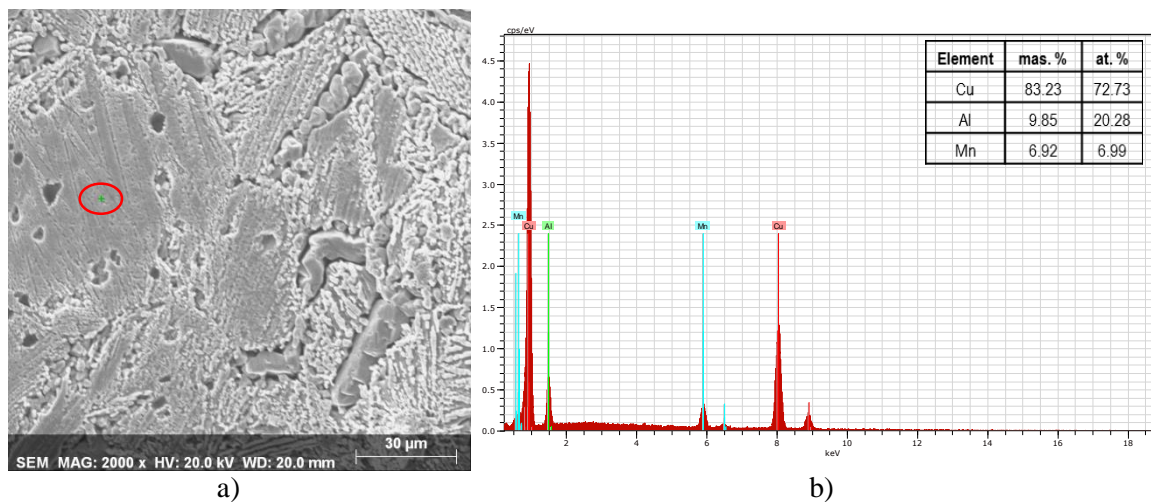 30 µm
SEM MAG: 2000 x HV: 20.0 kV WD: 20.0 mm
a)
cps/eV
4.5
4.0
3.5
3.0
2.5
2.0
1.5
1.0
0.5
0.0
Mn
Cu Al Mn Cu
2 4 6 8 10 12 14 16 18
keV
Element mas. % at. %
Cu 83.23 72.73
Al 9.85 20.28
Mn 6.92 6.99
b)